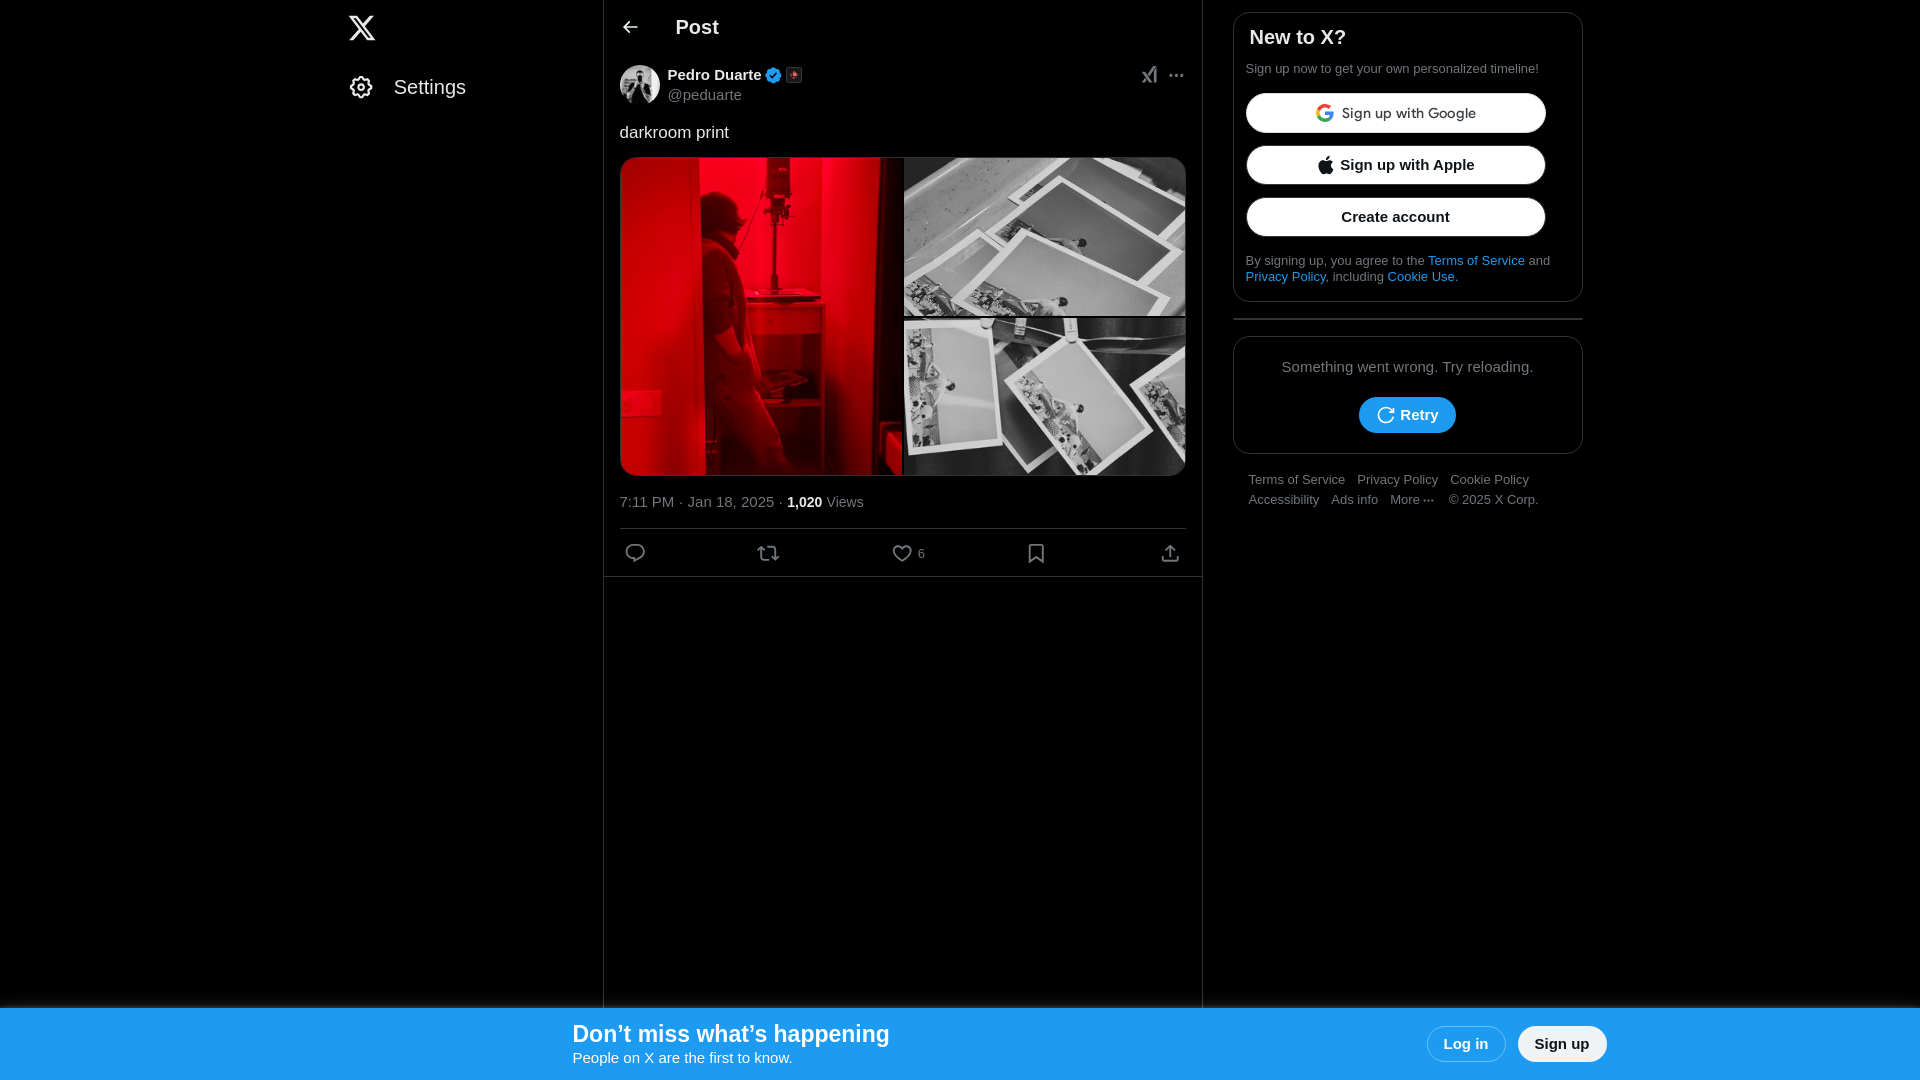 Settings
Post
Pedro Duarte
@peduarte
darkroom print
7:11 PM · Jan 18, 2025 · 1,020 Views
6
New to X?
Sign up now to get your own personalized timeline!
Sign up with Google
Sign up with Apple
Create account
By signing up, you agree to the Terms of Service and
Privacy Policy, including Cookie Use.
Something went wrong. Try reloading.
Retry
Terms of Service Privacy Policy Cookie Policy
Accessibility Ads info More ··· © 2025 X Corp.
Don’t miss what’s happening
People on X are the first to know.
Log in
Sign up